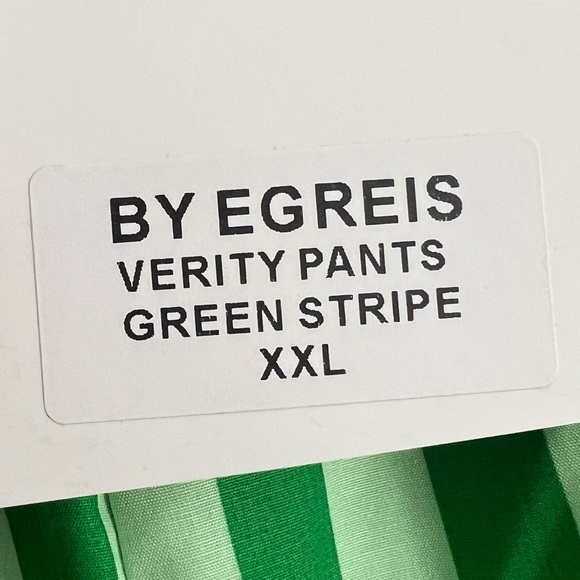 BY EGREIS
VERITY PANTS
GREEN STRIPE
XXL